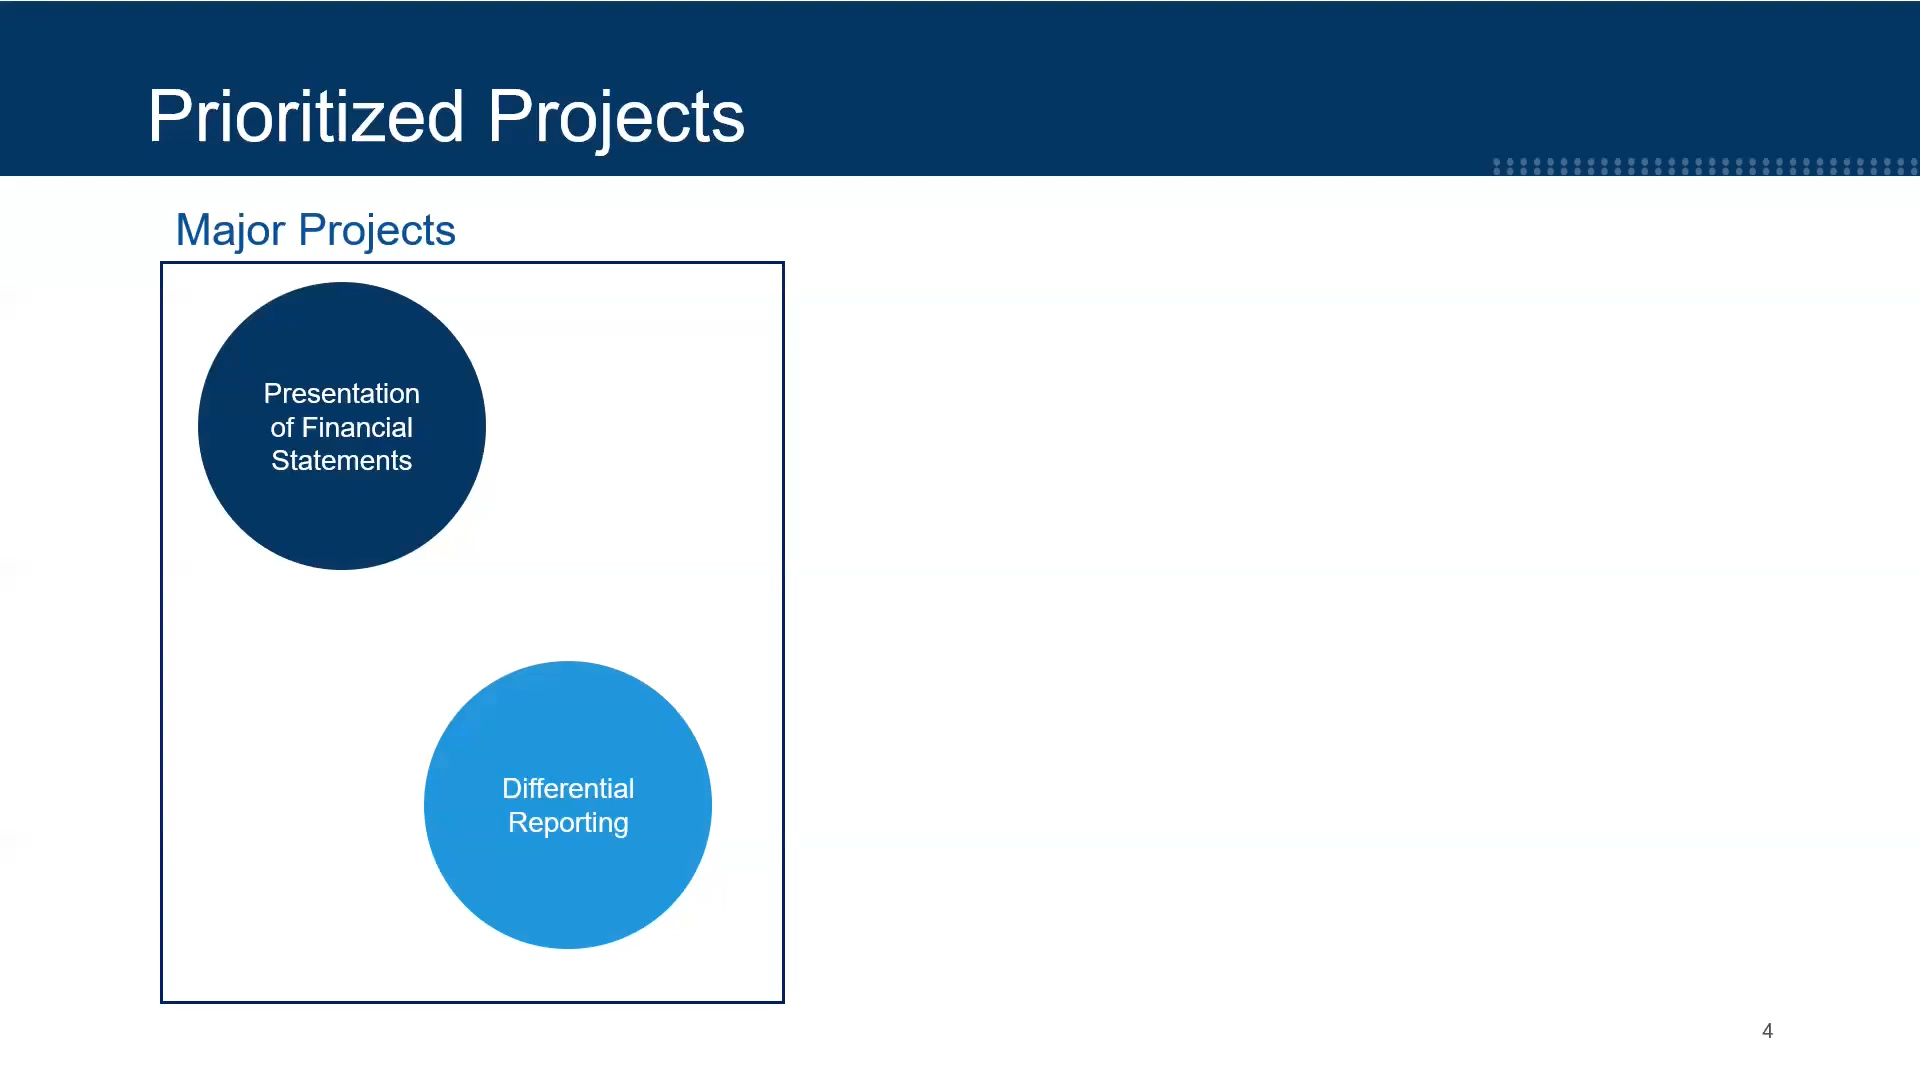 Prioritized Projects
Major Projects
Presentation
of Financial
Statements
Differential
Reporting
4